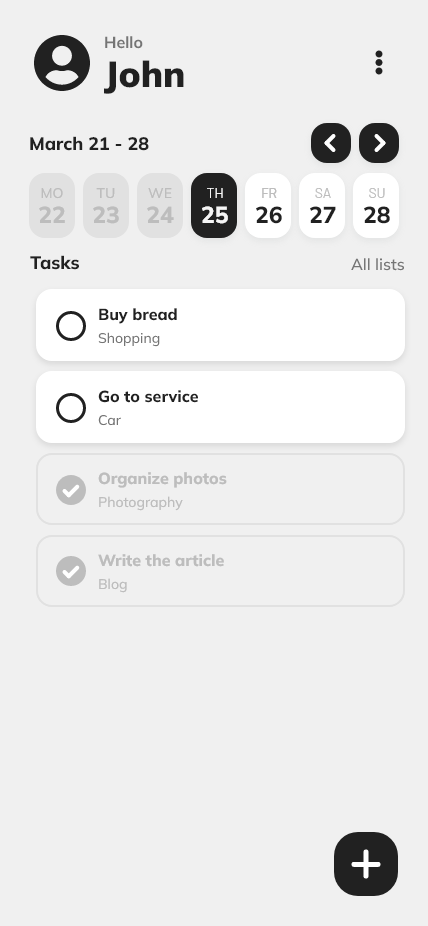 Hello
John
March 21 - 28
MO TU WE TH FR SA SU
22 23 24 25 26 27 28
Tasks All lists
Buy bread
Shopping
Go to service
Car
Organize photos
Photography
Write the article
Blog